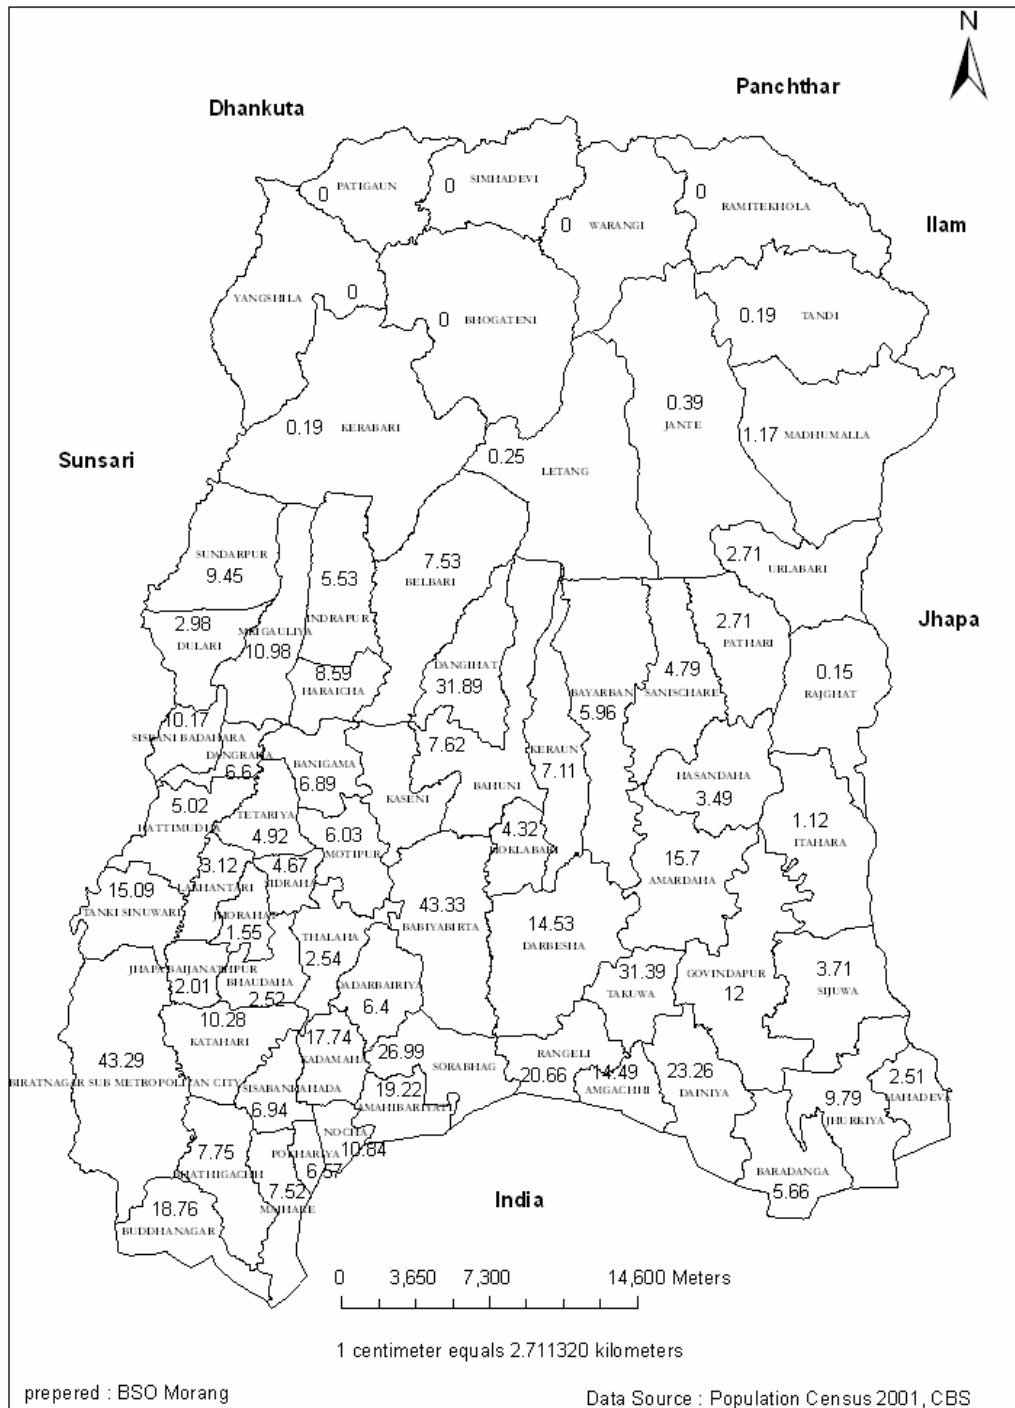 N
Panchthar
Dhankuta
SIMHADEVI
0
PATIGAUN
0
0
RAMITEKHOLA
0
WARANGI
Ilam
YANGSHILA
0
0
BHOGATENI
0.19
TANDI
0.39
JANTE
0.19
KERABARI
1.17
MADHUMALLA
Sunsari
0.25
LETANG
SUNDARPUR
9.45
7.53
BELBARI
2.71
URLABARI
5.53
INDRAPUR
2.98
DULARI
MRIGAULIYA
10.98
2.71
PATHARI
Jhapa
8.59
HARAICHA
DANGIHAT
31.89
4.79
BAYARBAN
5.96
SANISCHARE
0.15
RAJGHAT
10.17
SISBANI BADAHARA
DANGRAHA
6.6
7.62
BAHUNI
KERAUN
7.11
BANIGAMA
6.89
KASENI
HASANDAHA
3.49
5.02
HATTIMUDHA
TETARIYA
4.92
6.03
MOTIPUR
4.32
HOKLABARI
1.12
ITAHARA
3.12
LAKHANTARI
4.67
SIDRAHA
15.7
AMARDAHA
15.09
TANKI SINUWARI
JHORAHAT
1.55
43.33
BABIYABIRTA
14.53
DARBESHA
THALAHA
2.54
JHAPA BAIJANATHPUR
2.01
BHAUDAHA
2.52
DADARBAIRIYA
6.4
31.39
TAKUWA
GOVINDAPUR
12
3.71
SIJUWA
10.28
KATAHARI
17.74
KADAMAHA
26.99
SORABHAG
RANGELI
20.66
14.49
AMGACHHI
23.26
DAINIYA
2.51
MAHADEVA
43.29
BIRATNAGAR SUB METROPOLITAN CITY
SISABANI JAHADA
6.94
19.22
AMAHIBARIYATI
9.79
JHURKIYA
NOCHA
10.84
7.75
BHATHIGACHH
POKHARIYA
6.57
BARADANGA
5.66
7.52
MAJHARE
18.76
BUDDHANAGAR
India
0 3,650 7,300 14,600 Meters
1 centimeter equals 2.711320 kilometers
prepered : BSO Morang
Data Source : Population Census 2001, CBS